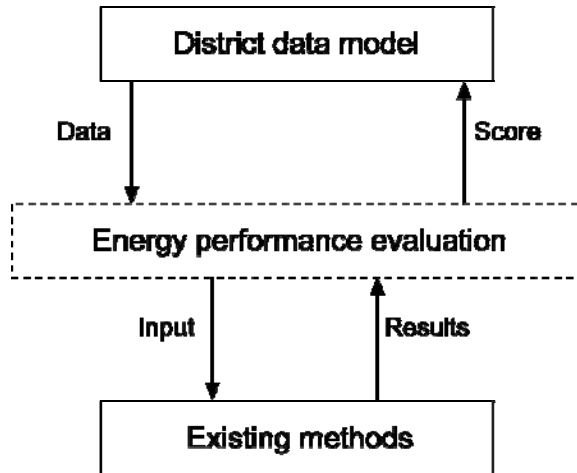 District data model
Data
Score
Energy performance evaluation
Input
Results
Existing methods